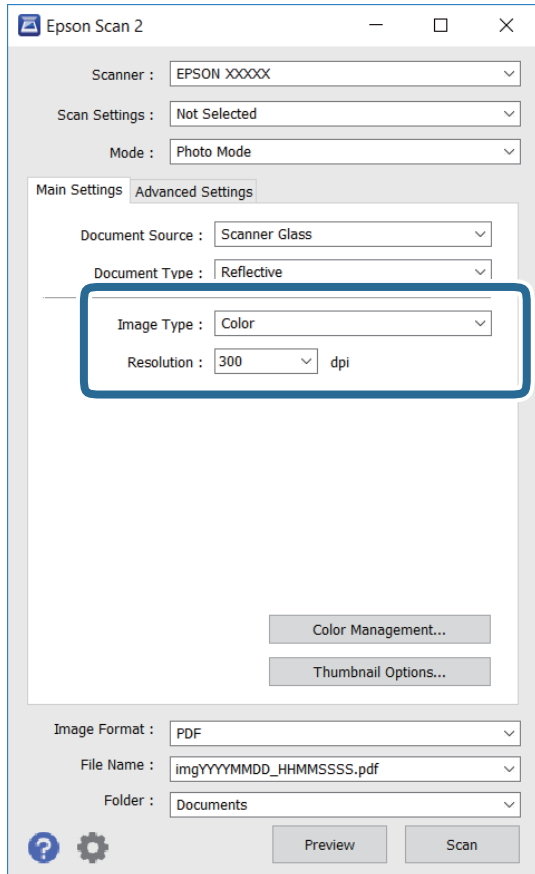 Epson Scan 2
Scanner : EPSON XXXXX
Scan Settings : Not Selected
Mode : Photo Mode
Main Settings Advanced Settings
Document Source : Scanner Glass
Document Type : Reflective
Image Type : Color
Resolution : 300 dpi
Color Management...
Thumbnail Options...
Image Format : PDF
File Name : imgYYYYMMDD_HHMMSSSS.pdf
Folder : Documents
? Preview Scan